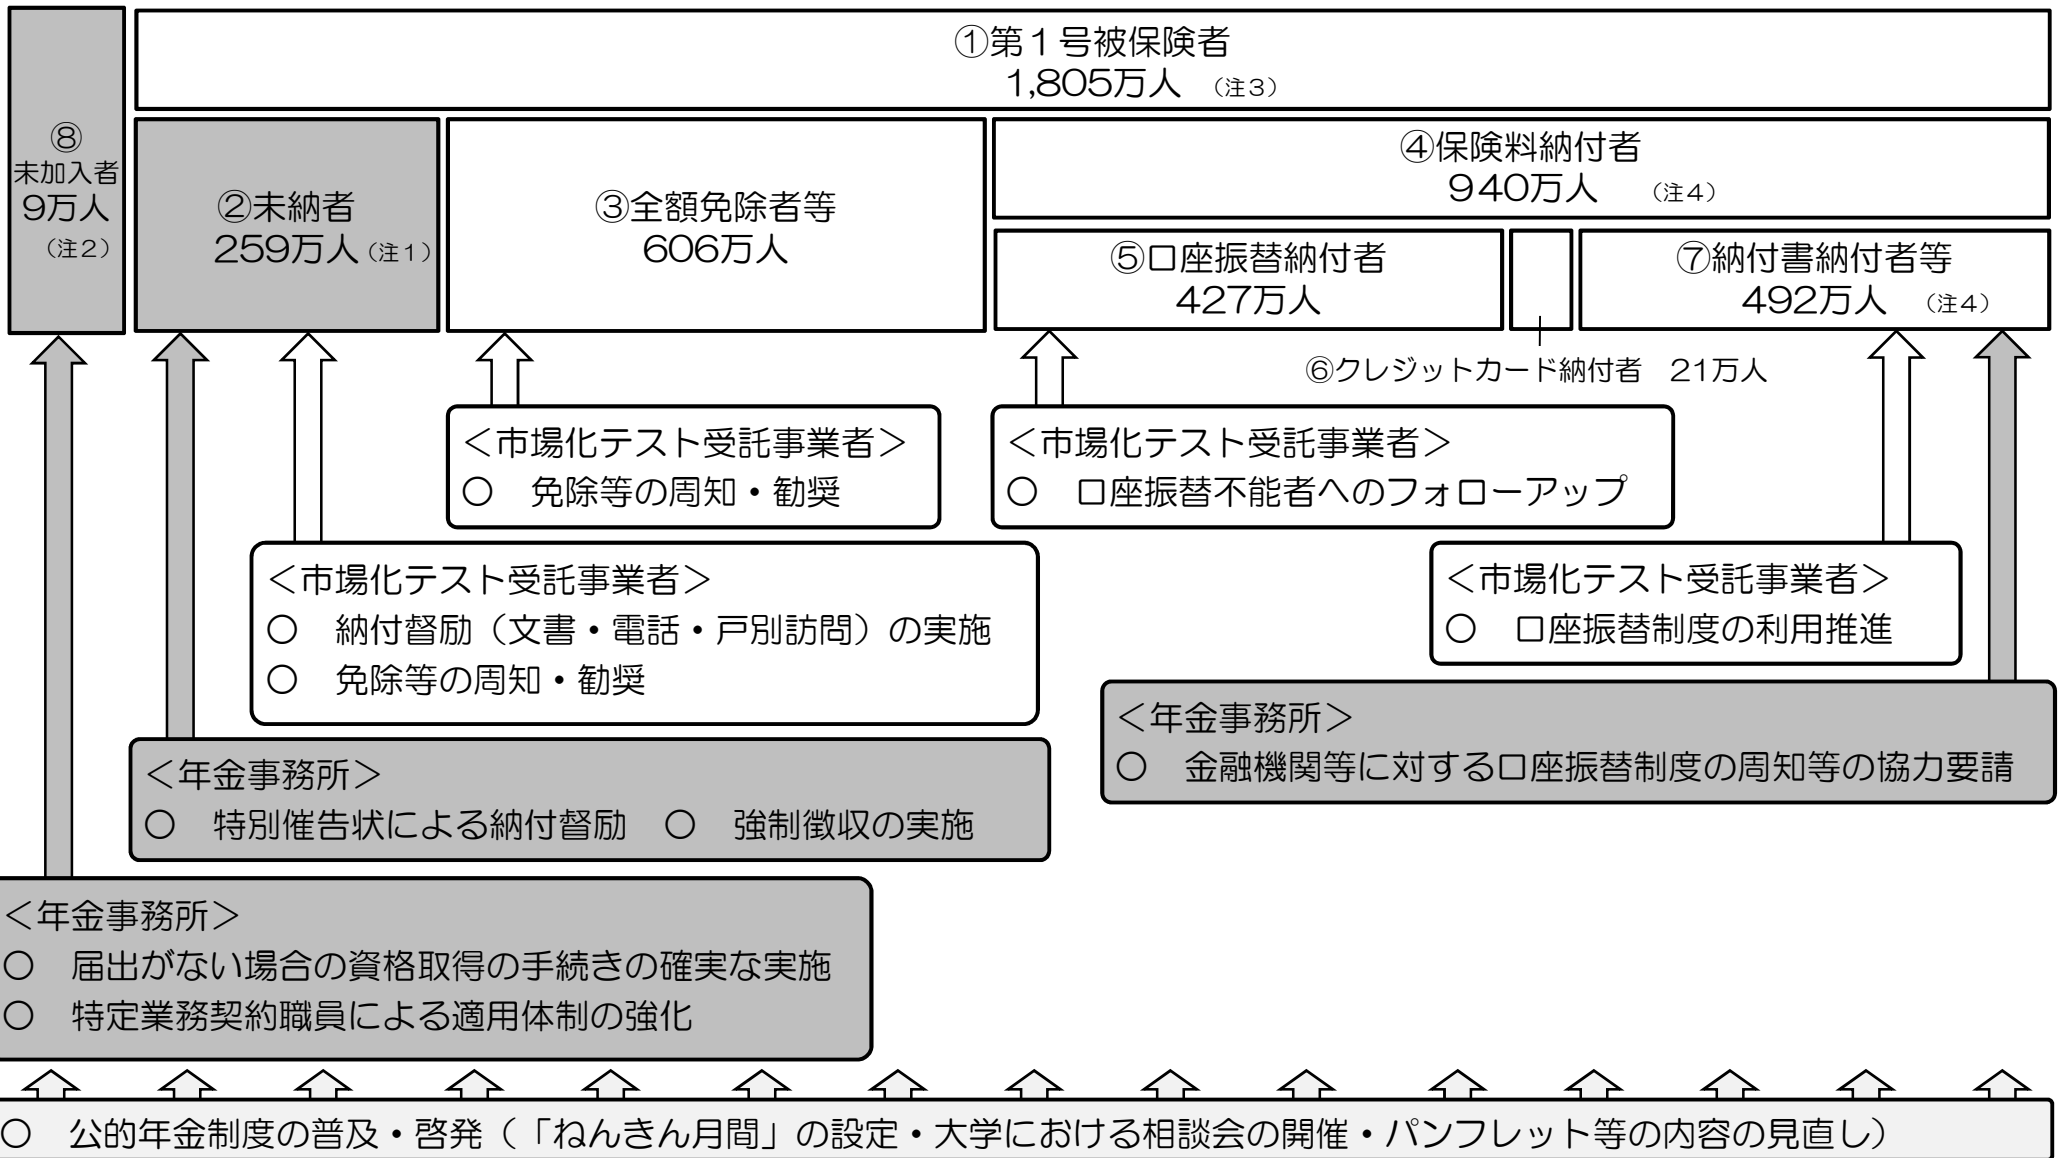 ①第１号被保険者
1,805万人 （注３）
⑧
未加入者
9万人
（注２）
②未納者
259万人（注１）
③全額免除者等
606万人
④保険料納付者
940万人 （注４）
⑤口座振替納付者
427万人
⑦納付書納付者等
492万人 （注４）
⑥クレジットカード納付者　21万人
＜市場化テスト受託事業者＞
○　免除等の周知・勧奨
＜市場化テスト受託事業者＞
○　口座振替不能者へのフォローアップ
＜市場化テスト受託事業者＞
○　納付督励（文書・電話・戸別訪問）の実施
○　免除等の周知・勧奨
＜市場化テスト受託事業者＞
○　口座振替制度の利用推進
＜年金事務所＞
○　金融機関等に対する口座振替制度の周知等の協力要請
＜年金事務所＞
○　特別催告状による納付督励　○　強制徴収の実施
＜年金事務所＞
○　届出がない場合の資格取得の手続きの確実な実施
○　特定業務契約職員による適用体制の強化
○　公的年金制度の普及・啓発（「ねんきん月間」の設定・大学における相談会の開催・パンフレット等の内容の見直し）